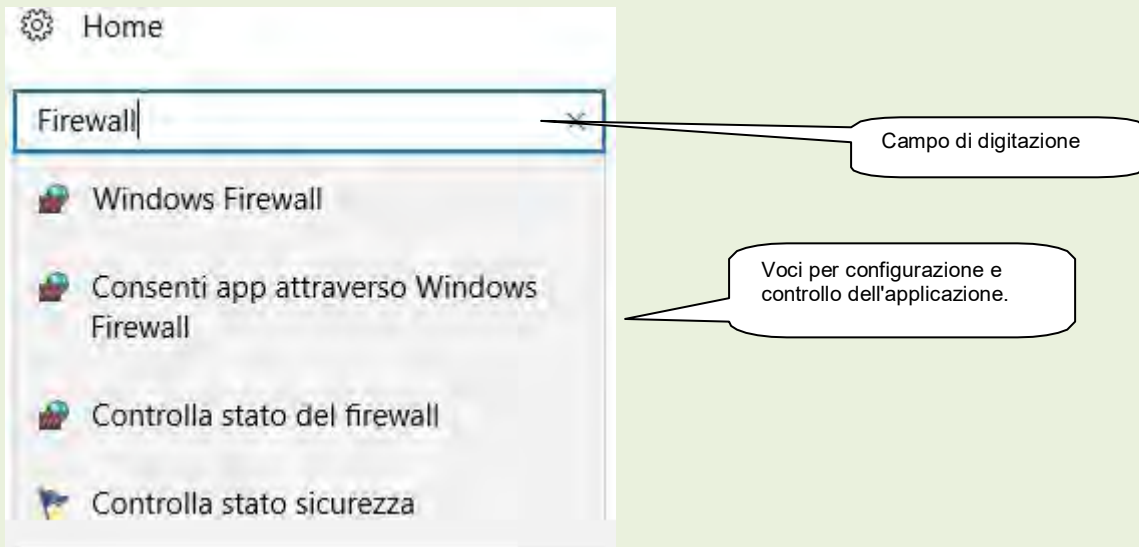 Home
Firewall
Campo di digitazione
Windows Firewall
Consenti app attraverso Windows
Firewall
Voci per configurazione e
controllo dell'applicazione.
Controlla stato del firewall
Controlla stato sicurezza